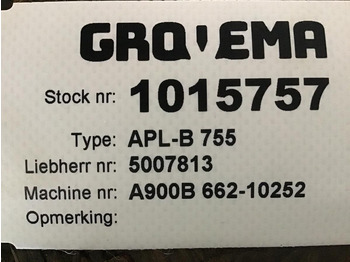 GRO'EMA
Stock nr: 1015757
Type: APL-B 755
Liebherr nr: 5007813
Machine nr: A900B 662-10252
Opmerking: